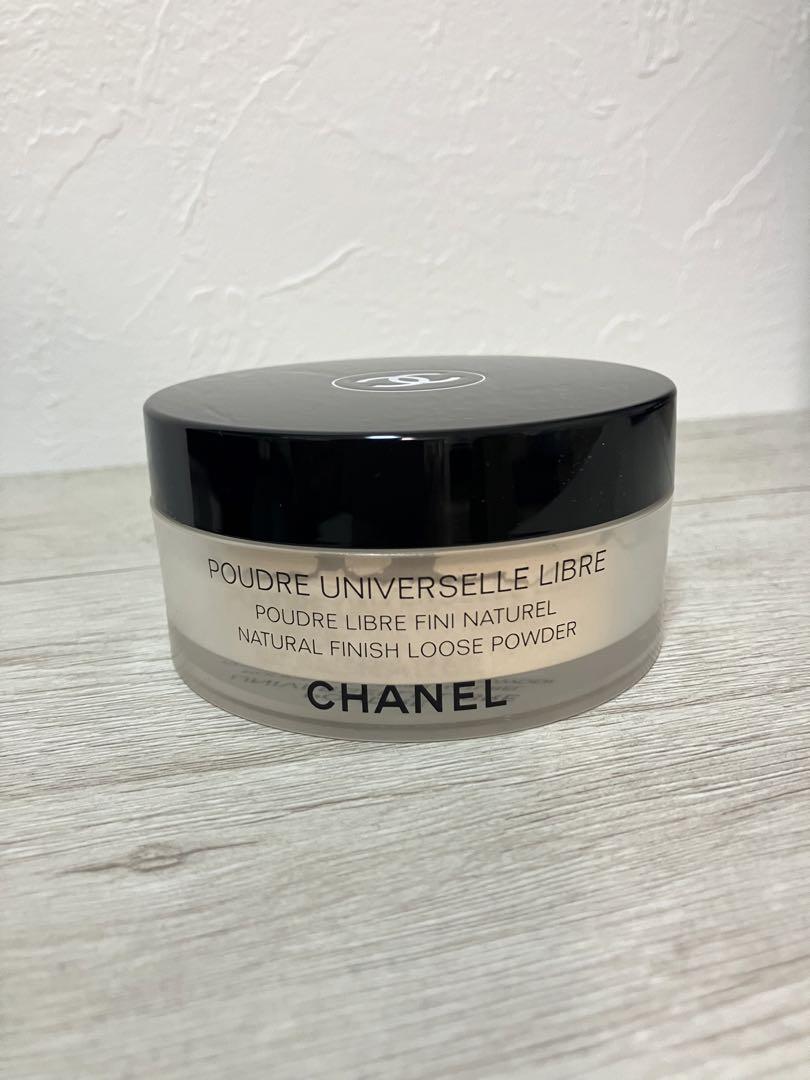 POUDRE UNIVERSELLE LIBRE
POUDRE LIBRE FINI NATUREL
NATURAL FINISH LOOSE POWDER
CHANEL